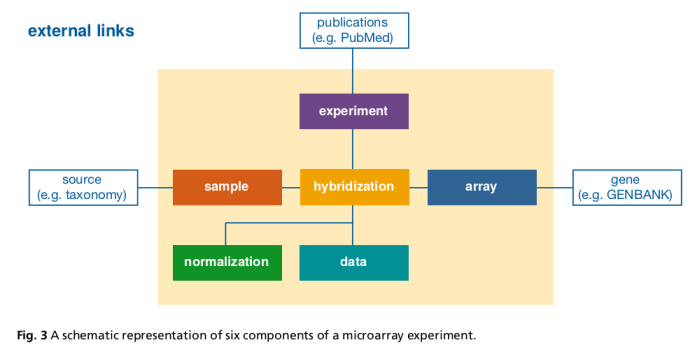 external links
publications
(e.g. PubMed)
experiment
source
(e.g. taxonomy)
sample
hybridization
array
gene
(e.g. GENBANK)
normalization
data
Fig. 3 A schematic representation of six components of a microarray experiment.